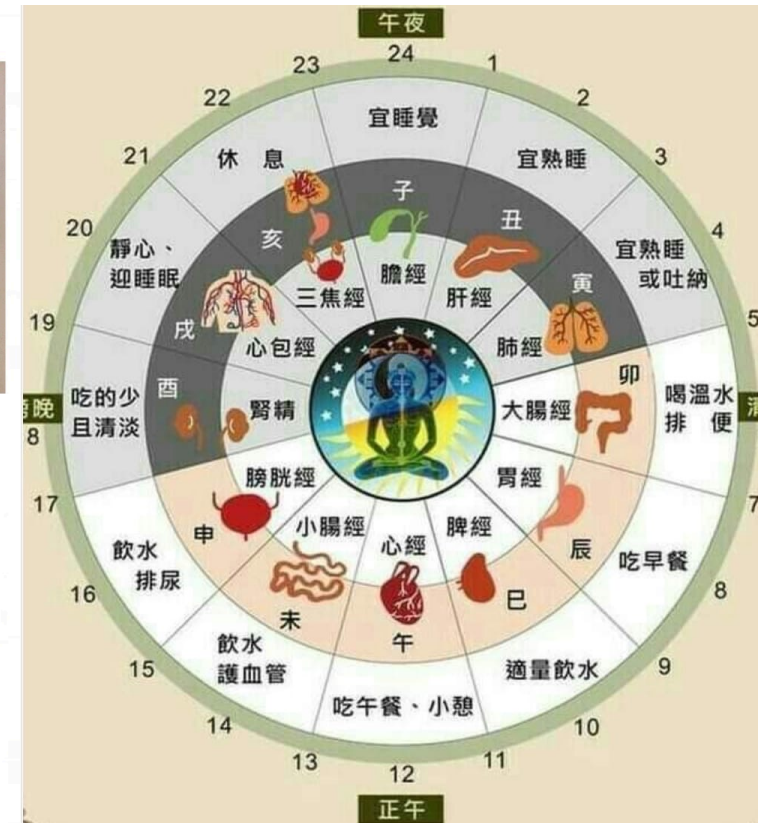 午夜
24
1
2
3
4
5
7
8
9
10
11
12
13
14
15
16
17
8
19
20
21
22
23
宜睡覺
宜熟睡
宜熟睡
或吐納
喝溫水
排 便
吃早餐
適量飲水
吃午餐、小憩
飲水
護血管
飲水
排尿
吃的少
且清淡
靜心、
迎睡眠
休 息
子
丑
寅
卯
辰
巳
午
未
申
酉
戌
亥
膽經
肝經
肺經
大腸經
胃經
脾經
心經
小腸經
膀胱經
腎精
心包經
三焦經
晚
正午